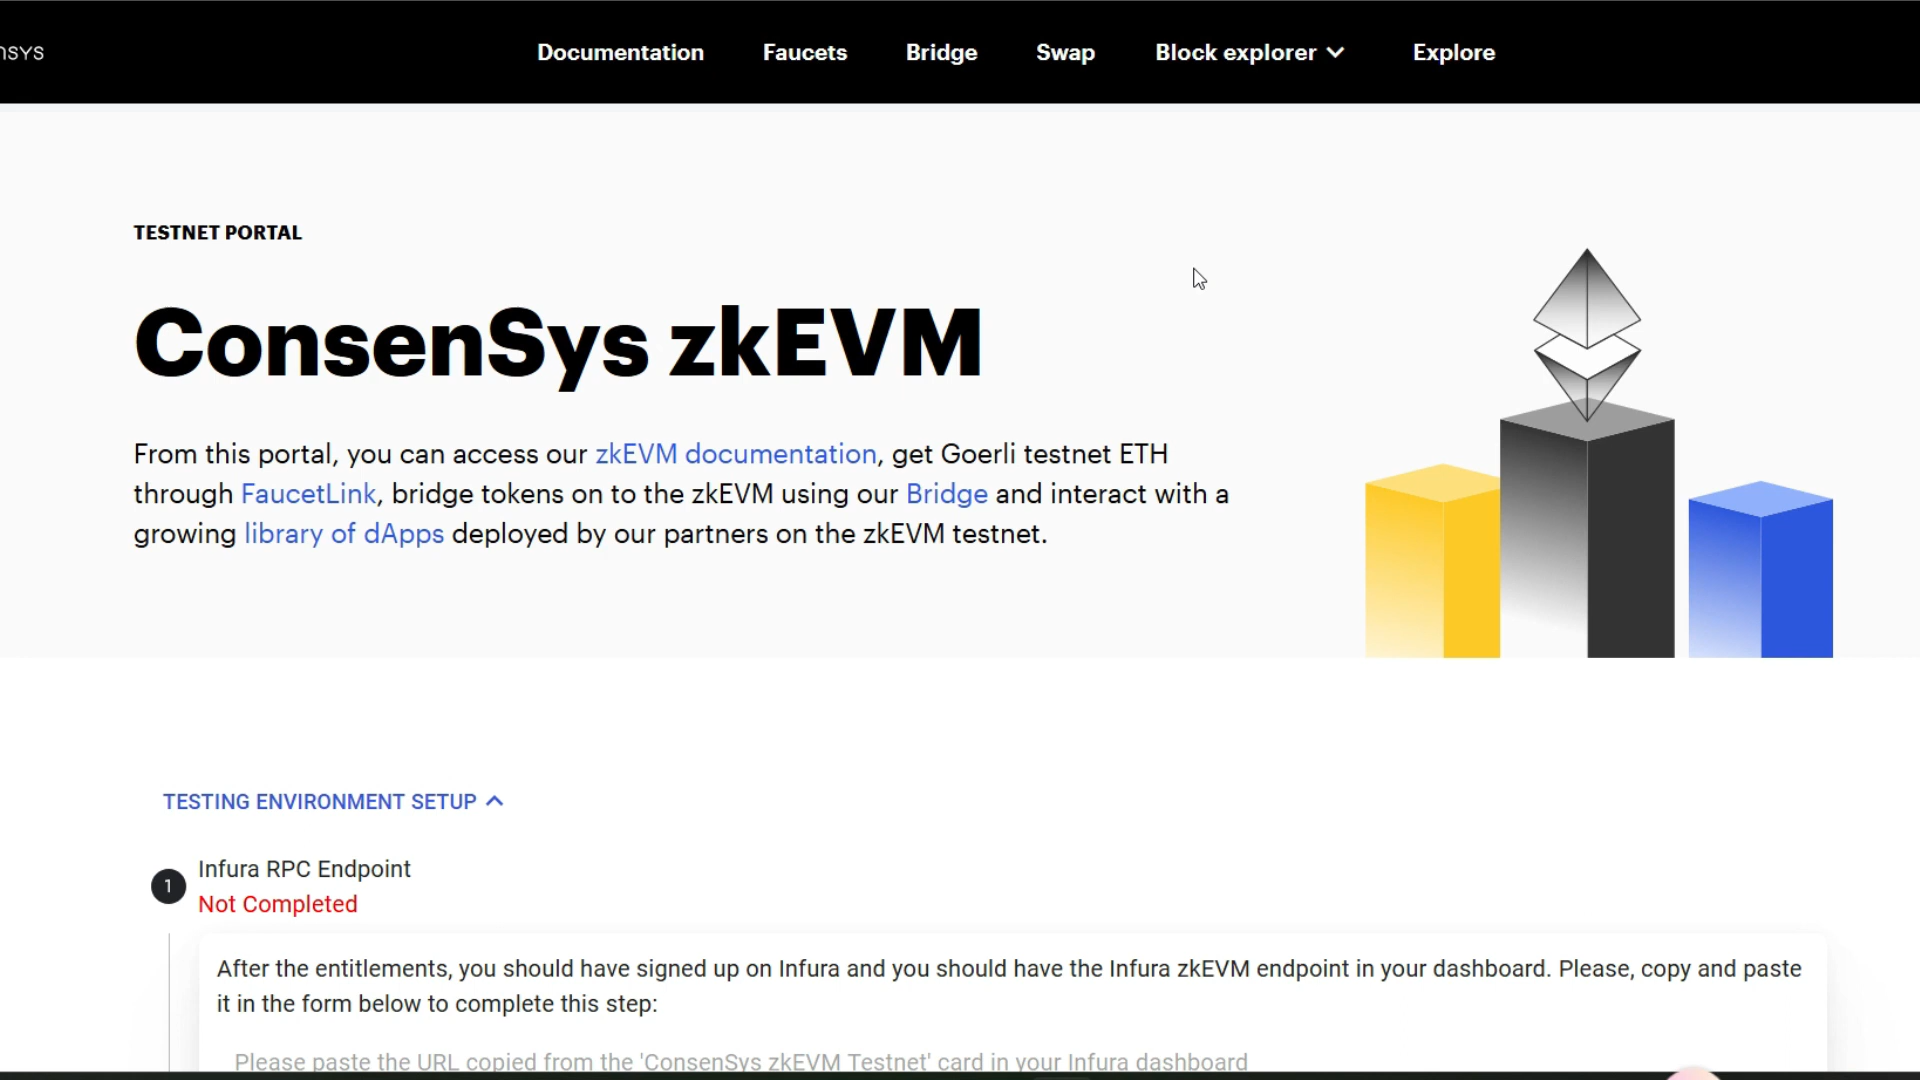 Documentation Faucets Bridge Swap Block explorer Explore
TESTNET PORTAL
ConsenSys zkEVM
From this portal, you can access our zkEVM documentation, get Goerli testnet ETH
through FaucetLink, bridge tokens on to the zkEVM using our Bridge and interact with a
growing library of dApps deployed by our partners on the zkEVM testnet.
TESTING ENVIRONMENT SETUP
1
Infura RPC Endpoint
Not Completed
After the entitlements, you should have signed up on Infura and you should have the Infura zkEVM endpoint in your dashboard. Please, copy and paste
it in the form below to complete this step:
Please paste the URL copied from the 'ConsenSys zkEVM Testnet' card in your Infura dashboard